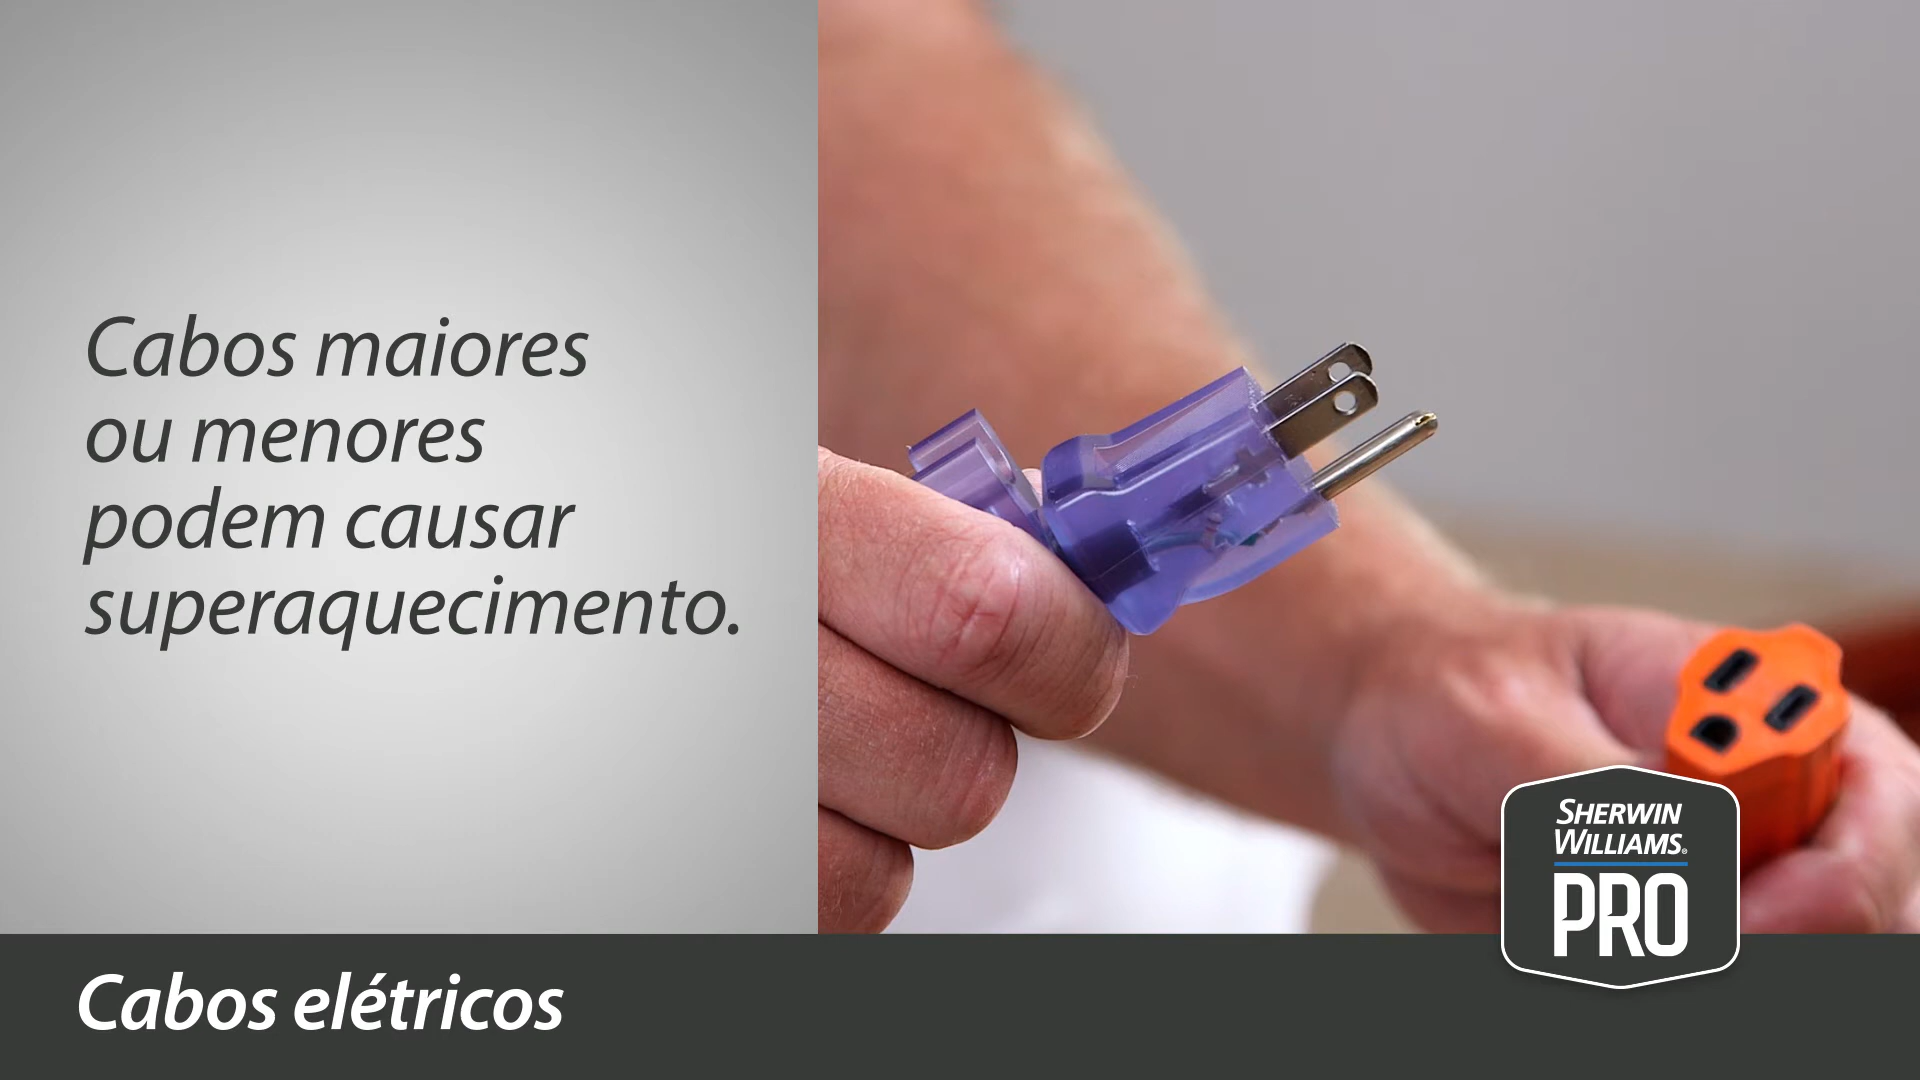 Cabos maiores
ou menores
podem causar
superaquecimento.
SHERWIN
WILLIAMS®
PRO
Cabos elétricos